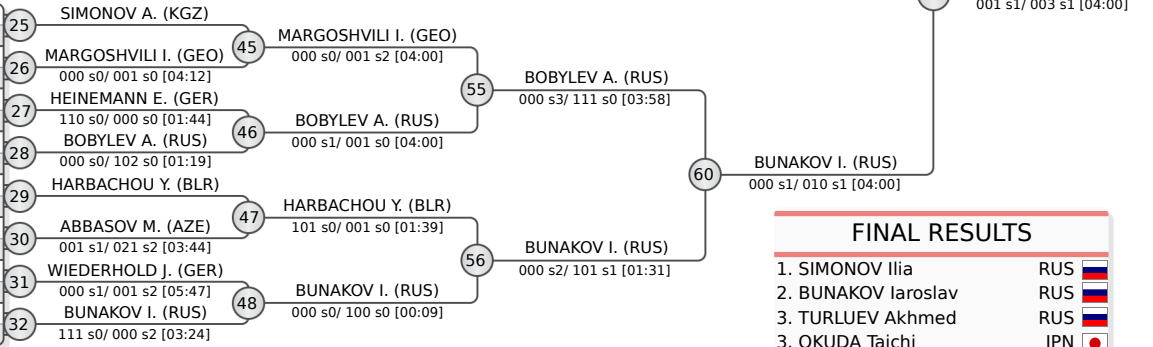 001 s1/ 003 s1 [04:00]
25
SIMONOV A. (KGZ)
45
MARGOSHVILI I. (GEO)
000 s0/ 001 s2 [04:00]
26
MARGOSHVILI I. (GEO)
000 s0/ 001 s0 [04:12]
55
BOBYLEV A. (RUS)
000 s3/ 111 s0 [03:58]
27
HEINEMANN E. (GER)
110 s0/ 000 s0 [01:44]
46
BOBYLEV A. (RUS)
000 s1/ 001 s0 [04:00]
28
BOBYLEV A. (RUS)
000 s0/ 102 s0 [01:19]
60
BUNAKOV I. (RUS)
000 s1/ 010 s1 [04:00]
29
HARBACHOU Y. (BLR)
47
HARBACHOU Y. (BLR)
101 s0/ 001 s0 [01:39]
30
ABBASOV M. (AZE)
001 s1/ 021 s2 [03:44]
56
BUNAKOV I. (RUS)
000 s2/ 101 s1 [01:31]
31
WIEDERHOLD J. (GER)
000 s1/ 001 s2 [05:47]
48
BUNAKOV I. (RUS)
000 s0/ 100 s0 [00:09]
32
BUNAKOV I. (RUS)
111 s0/ 000 s2 [03:24]
FINAL RESULTS
1. SIMONOV Ilia RUS
2. BUNAKOV Iaroslav RUS
3. TURLUEV Akhmed RUS
3. OKUDA Taichi JPN